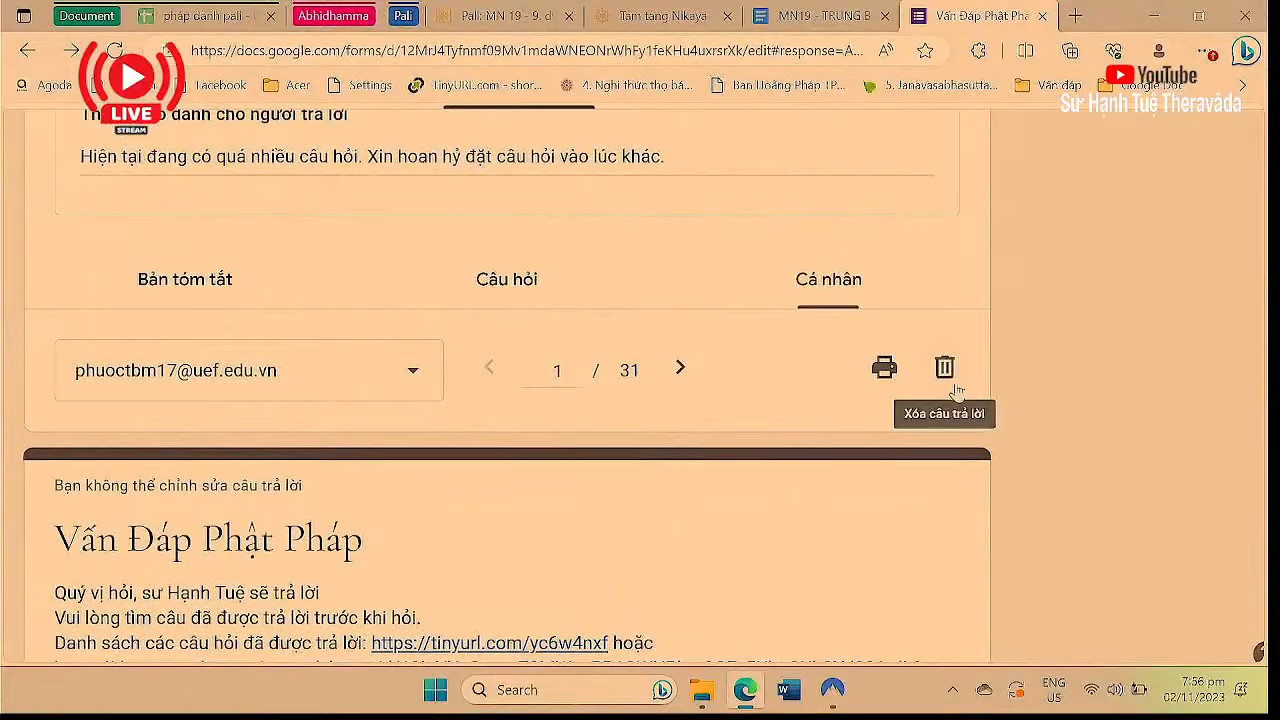 Document
pháp danh pali -
Abhidhamma
Pali
Pali: MN 19 - 9. d
Tam tang Nikaya
MN19 - TRUNG B
Vấn Đáp Phật Phá
https://docs.google.com/forms/d/12MrJ4Tyfnmf09Mv1mdaWNEONrWhFy1feKHu4uxrsrXk/edit#response=A...
Agoda
Facebook
Acer
Settings
TinyURL.com - shor...
4. Nghi thức thọ bá...
Ban Hoằng Pháp TP...
5. Janavasabhasutta...
Vấn đáp
LIVE
STREAM
YouTube
Sư Hạnh Tuệ Theravāda
dành cho người trả lời
Hiện tại đang có quá nhiều câu hỏi. Xin hoan hỷ đặt câu hỏi vào lúc khác.
Bản tóm tắt
Câu hỏi
Cá nhân
phuoctbm17@uef.edu.vn
1 / 31
Xóa câu trả lời
Bạn không thể chỉnh sửa câu trả lời
Vấn Đáp Phật Pháp
Quý vị hỏi, sư Hạnh Tuệ sẽ trả lời
Vui lòng tìm câu đã được trả lời trước khi hỏi.
Danh sách các câu hỏi đã được trả lời: https://tinyurl.com/yc6w4nxf hoặc
Search
ENG
US
7:56 pm
02/11/2023